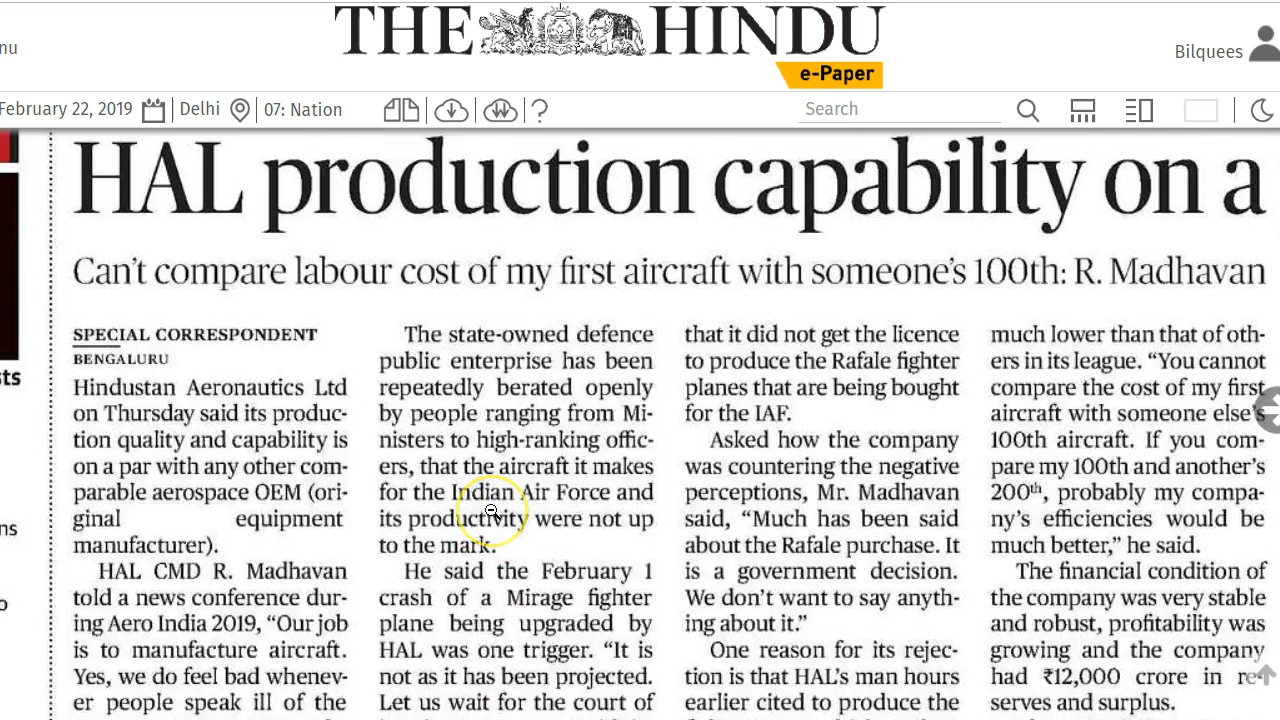 THE HINDU
e-Paper
nu
Bilquees
February 22, 2019
Delhi
07: Nation
?
Search
HAL production capability on a
Can't compare labour cost of my first aircraft with someone's 100th: R. Madhavan
SPECIAL CORRESPONDENT
BENGALURU
Hindustan Aeronautics Ltd
on Thursday said its produc-
tion quality and capability is
on a par with any other com-
parable aerospace OEM (ori-
ginal equipment
manufacturer).
HAL CMD R. Madhavan
told a news conference dur-
ing Aero India 2019, “Our job
is to manufacture aircraft.
Yes, we do feel bad whenev-
er people speak ill of the
The state-owned defence
public enterprise has been
repeatedly berated openly
by people ranging from Mi-
nisters to high-ranking offic-
ers, that the aircraft it makes
for the Indian Air Force and
its productivity were not up
to the mark.
He said the February 1
crash of a Mirage fighter
plane being upgraded by
HAL was one trigger. “It is
not as it has been projected.
Let us wait for the court of
that it did not get the licence
to produce the Rafale fighter
planes that are being bought
for the IAF.
Asked how the company
was countering the negative
perceptions, Mr. Madhavan
said, “Much has been said
about the Rafale purchase. It
is a government decision.
We don't want to say anyth-
ing about it.”
One reason for its rejec-
tion is that HAL's man hours
earlier cited to produce the
much lower than that of oth-
ers in its league. “You cannot
compare the cost of my first
aircraft with someone else's
100th aircraft. If you com-
pare my 100th and another's
200th, probably my compa-
ny's efficiencies would be
much better,” he said.
The financial condition of
the company was very stable
and robust, profitability was
growing and the company
had ₹12,000 crore in re-
serves and surplus.
sts
ns
o